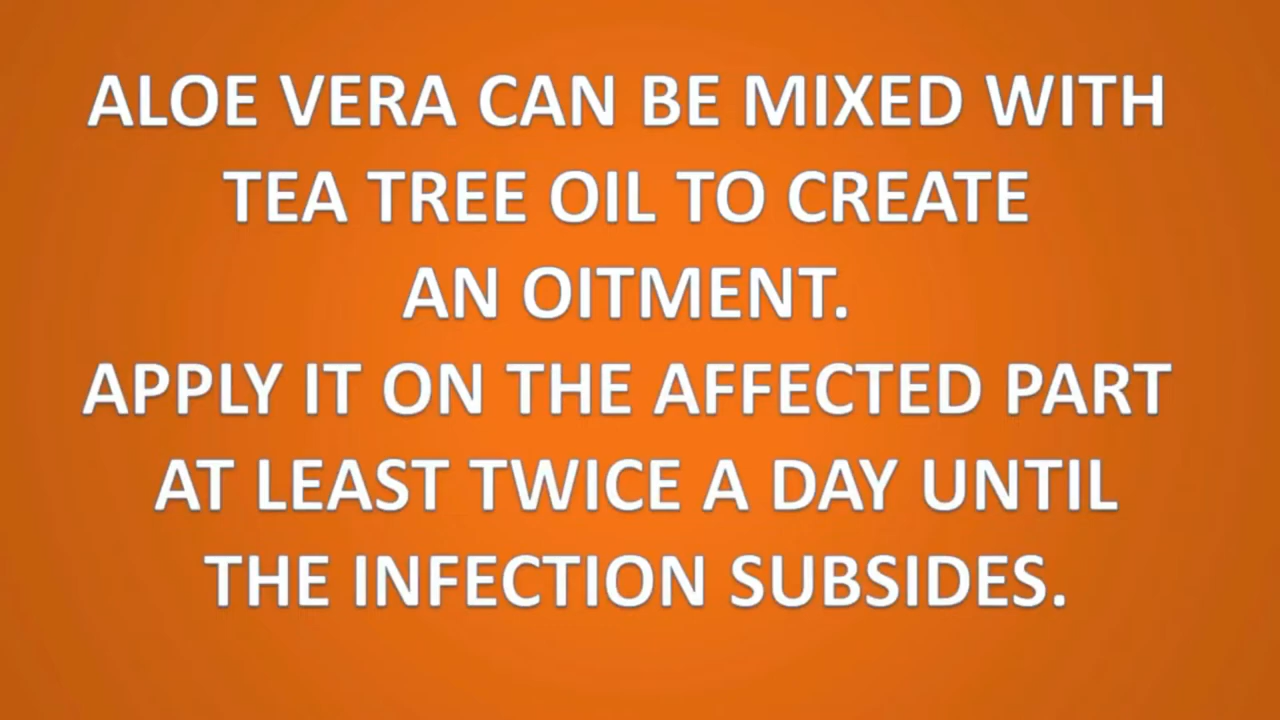 ALOE VERA CAN BE MIXED WITH
TEA TREE OIL TO CREATE
AN OITMENT.
APPLY IT ON THE AFFECTED PART
AT LEAST TWICE A DAY UNTIL
THE INFECTION SUBSIDES.